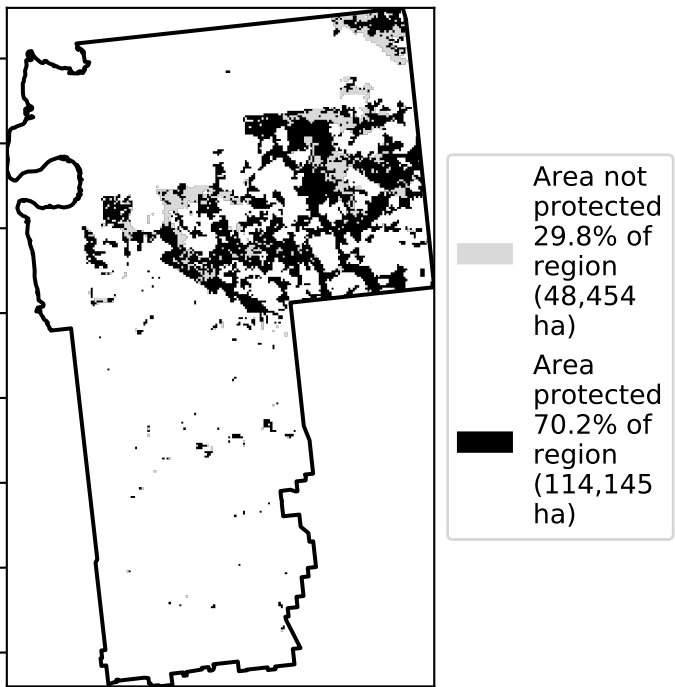 Area not
protected
29.8% of
region
(48,454
ha)
Area
protected
70.2% of
region
(114,145
ha)